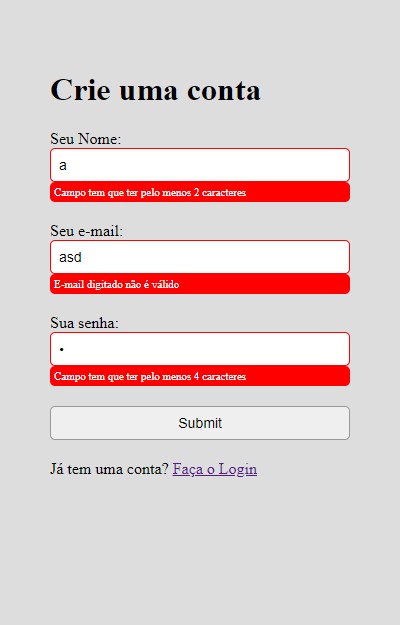 Crie uma conta
Seu Nome:
a
Campo tem que ter pelo menos 2 caracteres
Seu e-mail:
asd
E-mail digitado não é válido
Sua senha:
•
Campo tem que ter pelo menos 4 caracteres
Submit
Já tem uma conta? Faça o Login